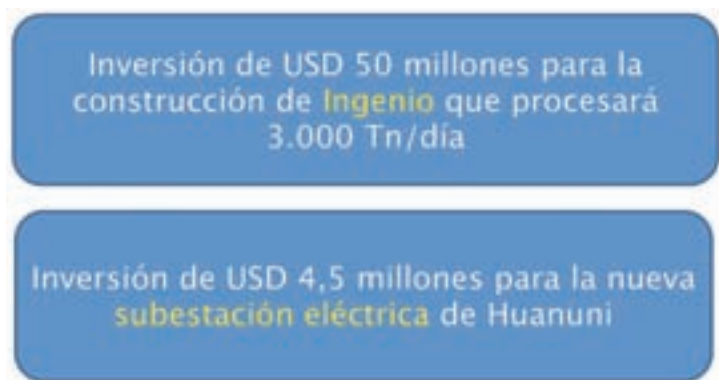 Inversión de USD 50 millones para la
construcción de Ingenio que procesará
3.000 Tn/día
Inversión de USD 4,5 millones para la nueva
subestación eléctrica de Huanuni